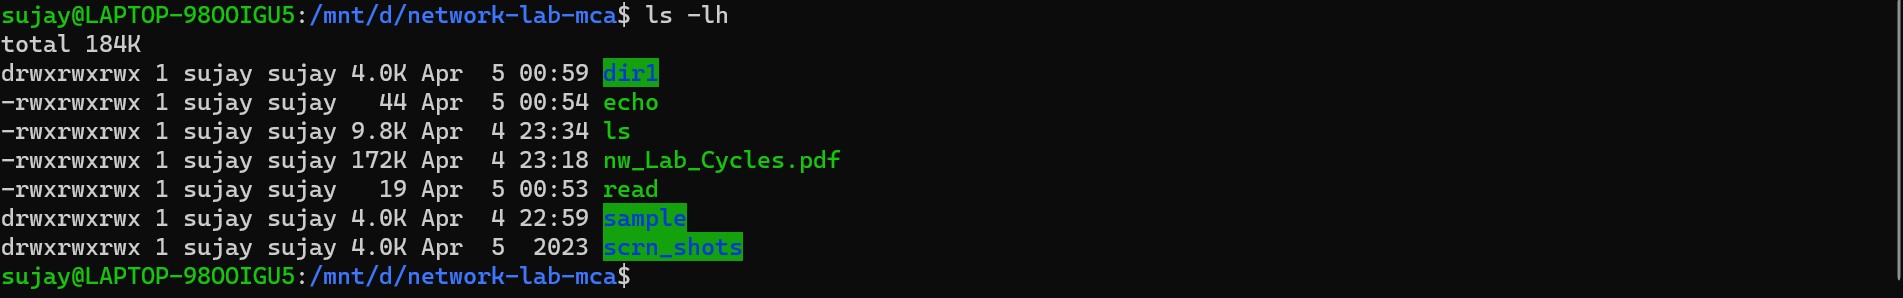 sujay@LAPTOP-98OOIGU5:/mnt/d/network-lab-mca$ ls -lh
total 184K
drwxrwxrwx 1 sujay sujay 4.0K Apr  5 00:59 dir1
-rwxrwxrwx 1 sujay sujay   44 Apr  5 00:54 echo
-rwxrwxrwx 1 sujay sujay 9.8K Apr  4 23:34 ls
-rwxrwxrwx 1 sujay sujay 172K Apr  4 23:18 nw_Lab_Cycles.pdf
-rwxrwxrwx 1 sujay sujay   19 Apr  5 00:53 read
drwxrwxrwx 1 sujay sujay 4.0K Apr  4 22:59 sample
drwxrwxrwx 1 sujay sujay 4.0K Apr  5  2023 scrn_shots
sujay@LAPTOP-98OOIGU5:/mnt/d/network-lab-mca$